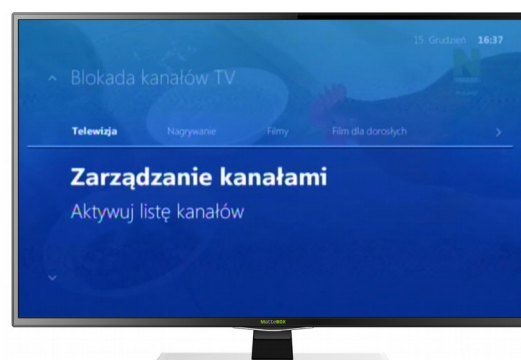 15. Grudzień 16:37
Blokada kanałów TV
Telewizja Nagrywanie Filmy Film dla dorosłych
Zarządzanie kanałami
Aktywuj listę kanałów